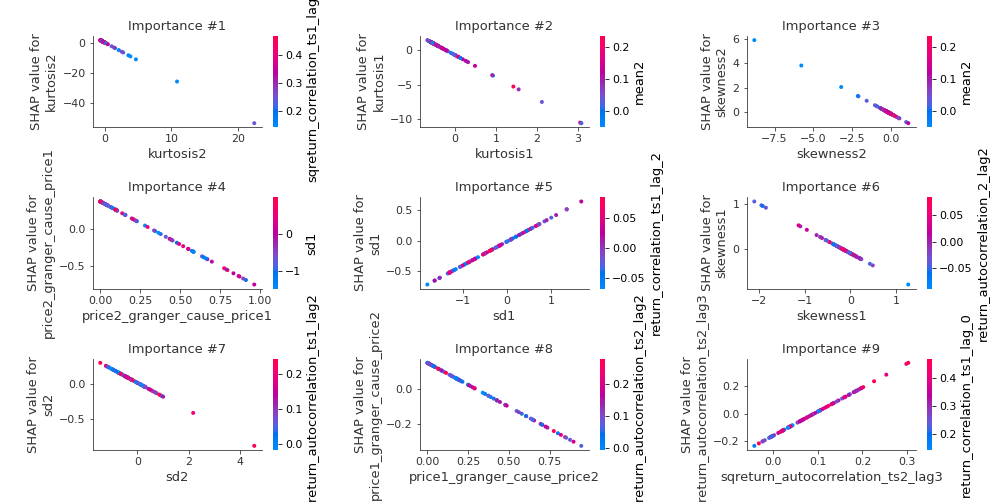 Importance #1
SHAP value for
kurtosis2
0
−20
−40
0
10
20
kurtosis2
0.4
0.3
0.2
sqreturn_correlation_ts1_lag
Importance #2
SHAP value for
kurtosis1
0
−5
−10
0
1
2
3
kurtosis1
0.2
0.1
0.0
mean2
Importance #3
SHAP value for
skewness2
6
4
2
0
−7.5
−5.0
−2.5
0.0
skewness2
0.2
0.1
0.0
mean2
Importance #4
SHAP value for
price2_granger_cause_price1
0.0
−0.5
0.00
0.25
0.50
0.75
1.00
price2_granger_cause_price1
0
−1
sd1
Importance #5
SHAP value for
sd1
0.5
0.0
−0.5
−1
0
1
sd1
0.05
0.00
−0.05
return_correlation_ts1_lag_2
Importance #6
SHAP value for
skewness1
1
0
−2
−1
0
1
skewness1
0.05
0.00
−0.05
return_autocorrelation_2_lag2
Importance #7
SHAP value for
sd2
0.0
−0.5
0
2
4
sd2
0.2
0.1
0.0
return_autocorrelation_ts1_lag2
Importance #8
SHAP value for
price1_granger_cause_price2
0.0
−0.2
0.00
0.25
0.50
0.75
price1_granger_cause_price2
0.2
0.1
0.0
return_autocorrelation_ts2_lag2
Importance #9
SHAP value for
sqreturn_autocorrelation_ts2_lag3
0.2
0.0
−0.2
0.0
0.1
0.2
0.3
sqreturn_autocorrelation_ts2_lag3
0.4
0.3
0.2
return_correlation_ts1_lag_0